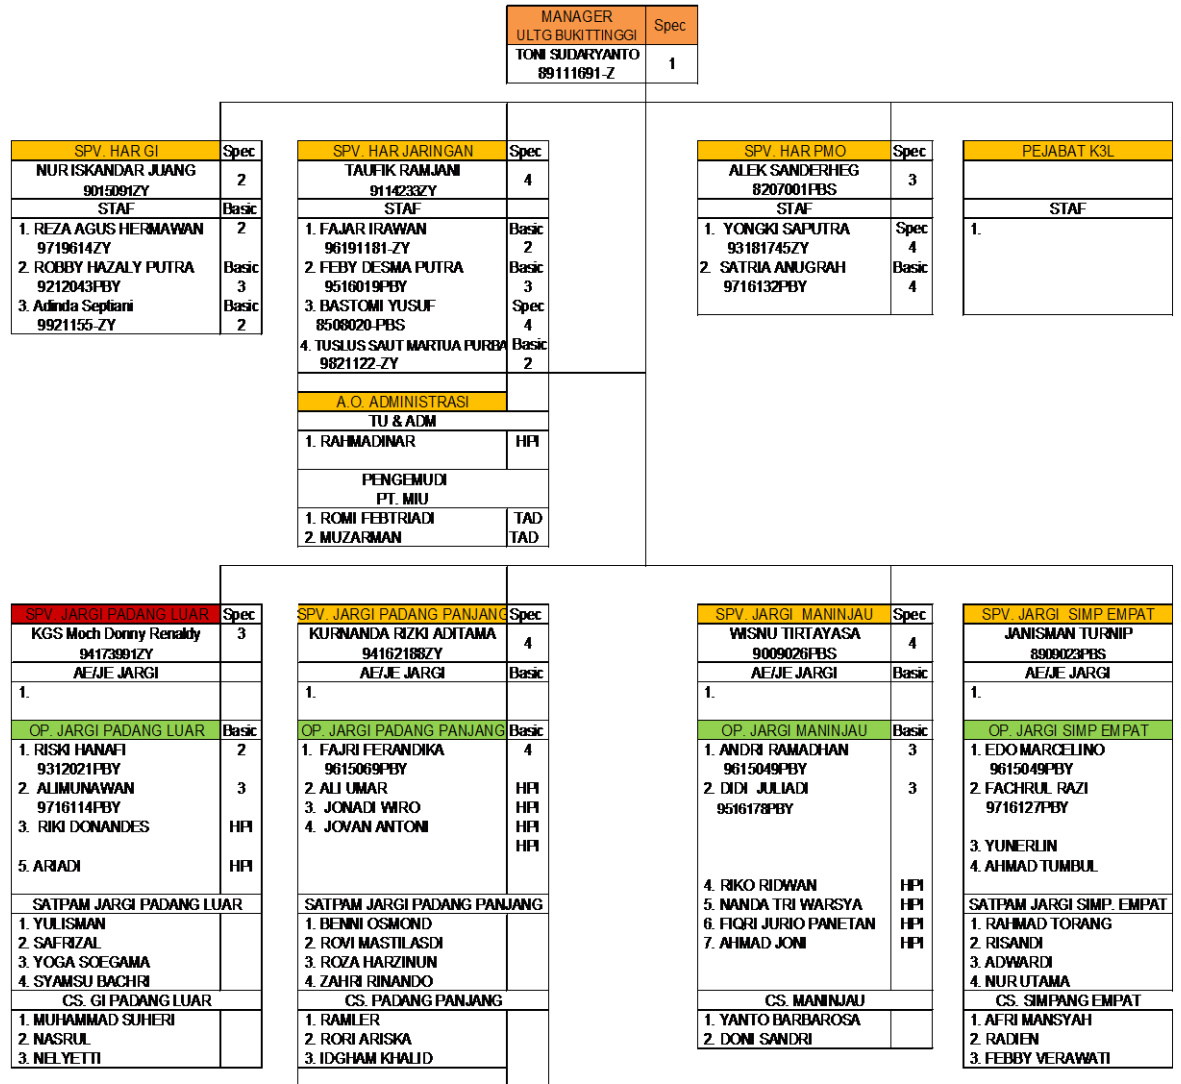 MANAGER
ULTG BUKITTINGGI
Spec
TONI SUDARYANTO
89111691-Z
1
SPV. HAR GI
Spec
NUR ISKANDAR JUANG
9015091ZY
2
STAF
Basic
1. REZA AGUS HERMAWAN
2
9719614ZY
2. ROBBY HAZALY PUTRA
Basic
9212043PBY
3
3. Adinda Septiani
Basic
9921155-ZY
2
SPV. HAR JARINGAN
Spec
TAUFIK RAMJANI
9114233ZY
4
STAF
1. FAJAR IRAWAN
Basic
96191181-ZY
2
2. FEBY DESMA PUTRA
Basic
9516019PBY
3
3. BASTOMI YUSUF
Spec
8508020-PBS
4
4. TUSLUS SAUT MARTUA PURBA
Basic
9821122-ZY
2
A.O. ADMINISTRASI
TU & ADM
1. RAHMADINAR
HPI
PENGEMUDI
PT. MIU
1. ROMI FEBTRIADI
TAD
2. MUZARMAN
TAD
SPV. HAR PMO
Spec
ALEK SANDERHEG
8207001PBS
3
STAF
1. YONGKI SAPUTRA
Spec
93181745ZY
4
2. SATRIA ANUGRAH
Basic
9716132PBY
4
PEJABAT K3L
STAF
1.
SPV. JARGI PADANG LUAR
Spec
KGS Moch Donny Renaldy
3
94173991ZY
AE/JE JARGI
1.
OP. JARGI PADANG LUAR
Basic
1. RISKI HANAFI
2
9312021PBY
2. ALIMUNAWAN
3
9716114PBY
3. RIKI DONANDES
HPI
5. ARIADI
HPI
SATPAM JARGI PADANG LUAR
1. YULISMAN
2. SAFRIZAL
3. YOGA SOEGAMA
4. SYAMSU BACHRI
CS. GI PADANG LUAR
1. MUHAMMAD SUHERI
2. NASRUL
3. NELYETTI
SPV. JARGI PADANG PANJANG
Spec
KURNANDA RIZKI ADITAMA
94162188ZY
4
AE/JE JARGI
Basic
1.
OP. JARGI PADANG PANJANG
Basic
1. FAJRI FERANDIKA
4
9615069PBY
2. ALI UMAR
HPI
3. JONADI WIRO
HPI
4. JOVAN ANTONI
HPI
HPI
SATPAM JARGI PADANG PANJANG
1. BENNI OSMOND
2. ROVI MASTILASDI
3. ROZA HARZINUN
4. ZAHRI RINANDO
CS. PADANG PANJANG
1. RAMLER
2. RORI ARISKA
3. IDGHAM KHALID
SPV. JARGI MANINJAU
Spec
WISNU TIRTAYASA
9009026PBS
4
AE/JE JARGI
Basic
1.
OP. JARGI MANINJAU
Basic
1. ANDRI RAMADHAN
3
9615049PBY
2. DIDI JULIADI
3
9516178PBY
4. RIKO RIDWAN
HPI
5. NANDA TRI WARSYA
HPI
6. FIQRI JURIO PANETAN
HPI
7. AHMAD JONI
HPI
CS. MANINJAU
1. YANTO BARBAROSA
2. DONI SANDRI
SPV. JARGI SIMP EMPAT
JANISMAN TURNIP
8909023PBS
AE/JE JARGI
1.
OP. JARGI SIMP EMPAT
1. EDO MARCELINO
9615049PBY
2. FACHRUL RAZI
9716127PBY
3. YUNERLIN
4. AHMAD TUMBUL
SATPAM JARGI SIMP. EMPAT
1. RAHMAD TORANG
2. RISANDI
3. ADWARDI
4. NUR UTAMA
CS. SIMPANG EMPAT
1. AFRI MANSYAH
2. RADIEN
3. FEBBY VERAWATI